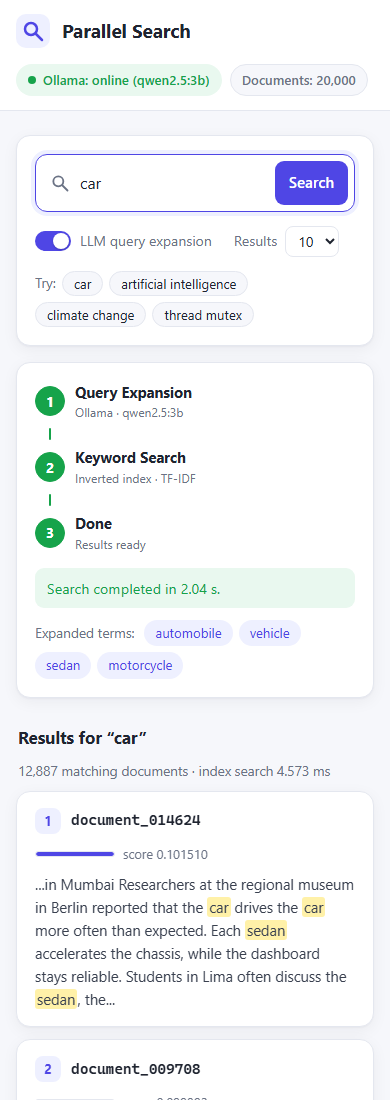 Parallel Search
Ollama: online (qwen2.5:3b)
Documents: 20,000
car
Search
LLM query expansion
Results
10
Try:
car
artificial intelligence
climate change
thread mutex
1
Query Expansion
Ollama · qwen2.5:3b
2
Keyword Search
Inverted index · TF-IDF
3
Done
Results ready
Search completed in 2.04 s.
Expanded terms:
automobile
vehicle
sedan
motorcycle
Results for “car”
12,887 matching documents · index search 4.573 ms
1
document_014624
score 0.101510
...in Mumbai Researchers at the regional museum
in Berlin reported that the car drives the car
more often than expected. Each sedan
accelerates the chassis, while the dashboard
stays reliable. Students in Lima often discuss the
sedan, the...
2
document_009708